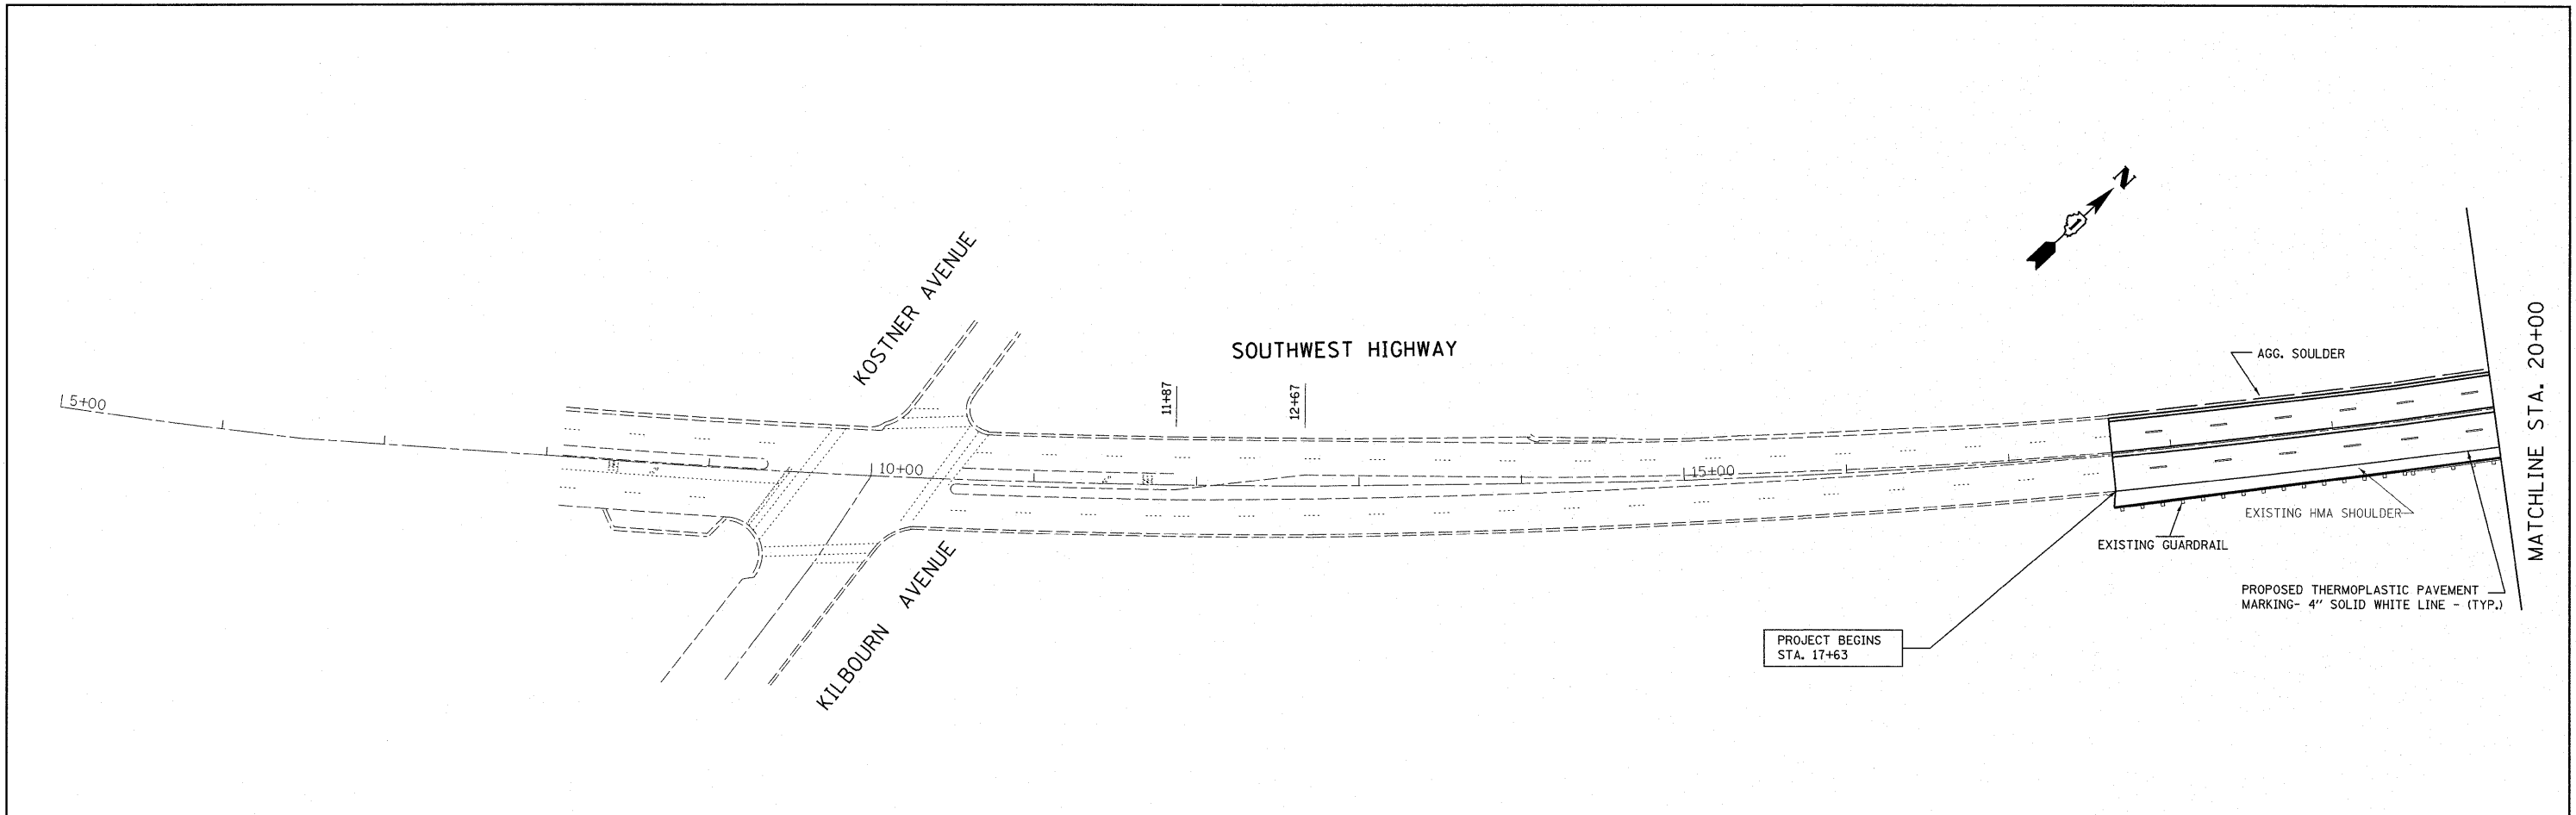 N
KOSTNER AVENUE
SOUTHWEST HIGHWAY
MATCHLINE STA. 20+00
AGG. SOULDER
5+00
11+87
12+67
10+00
15+00
EXISTING HMA SHOULDER
EXISTING GUARDRAIL
KILBOURN AVENUE
PROPOSED THERMOPLASTIC PAVEMENT
MARKING- 4" SOLID WHITE LINE - (TYP.)
PROJECT BEGINS
STA. 17+63